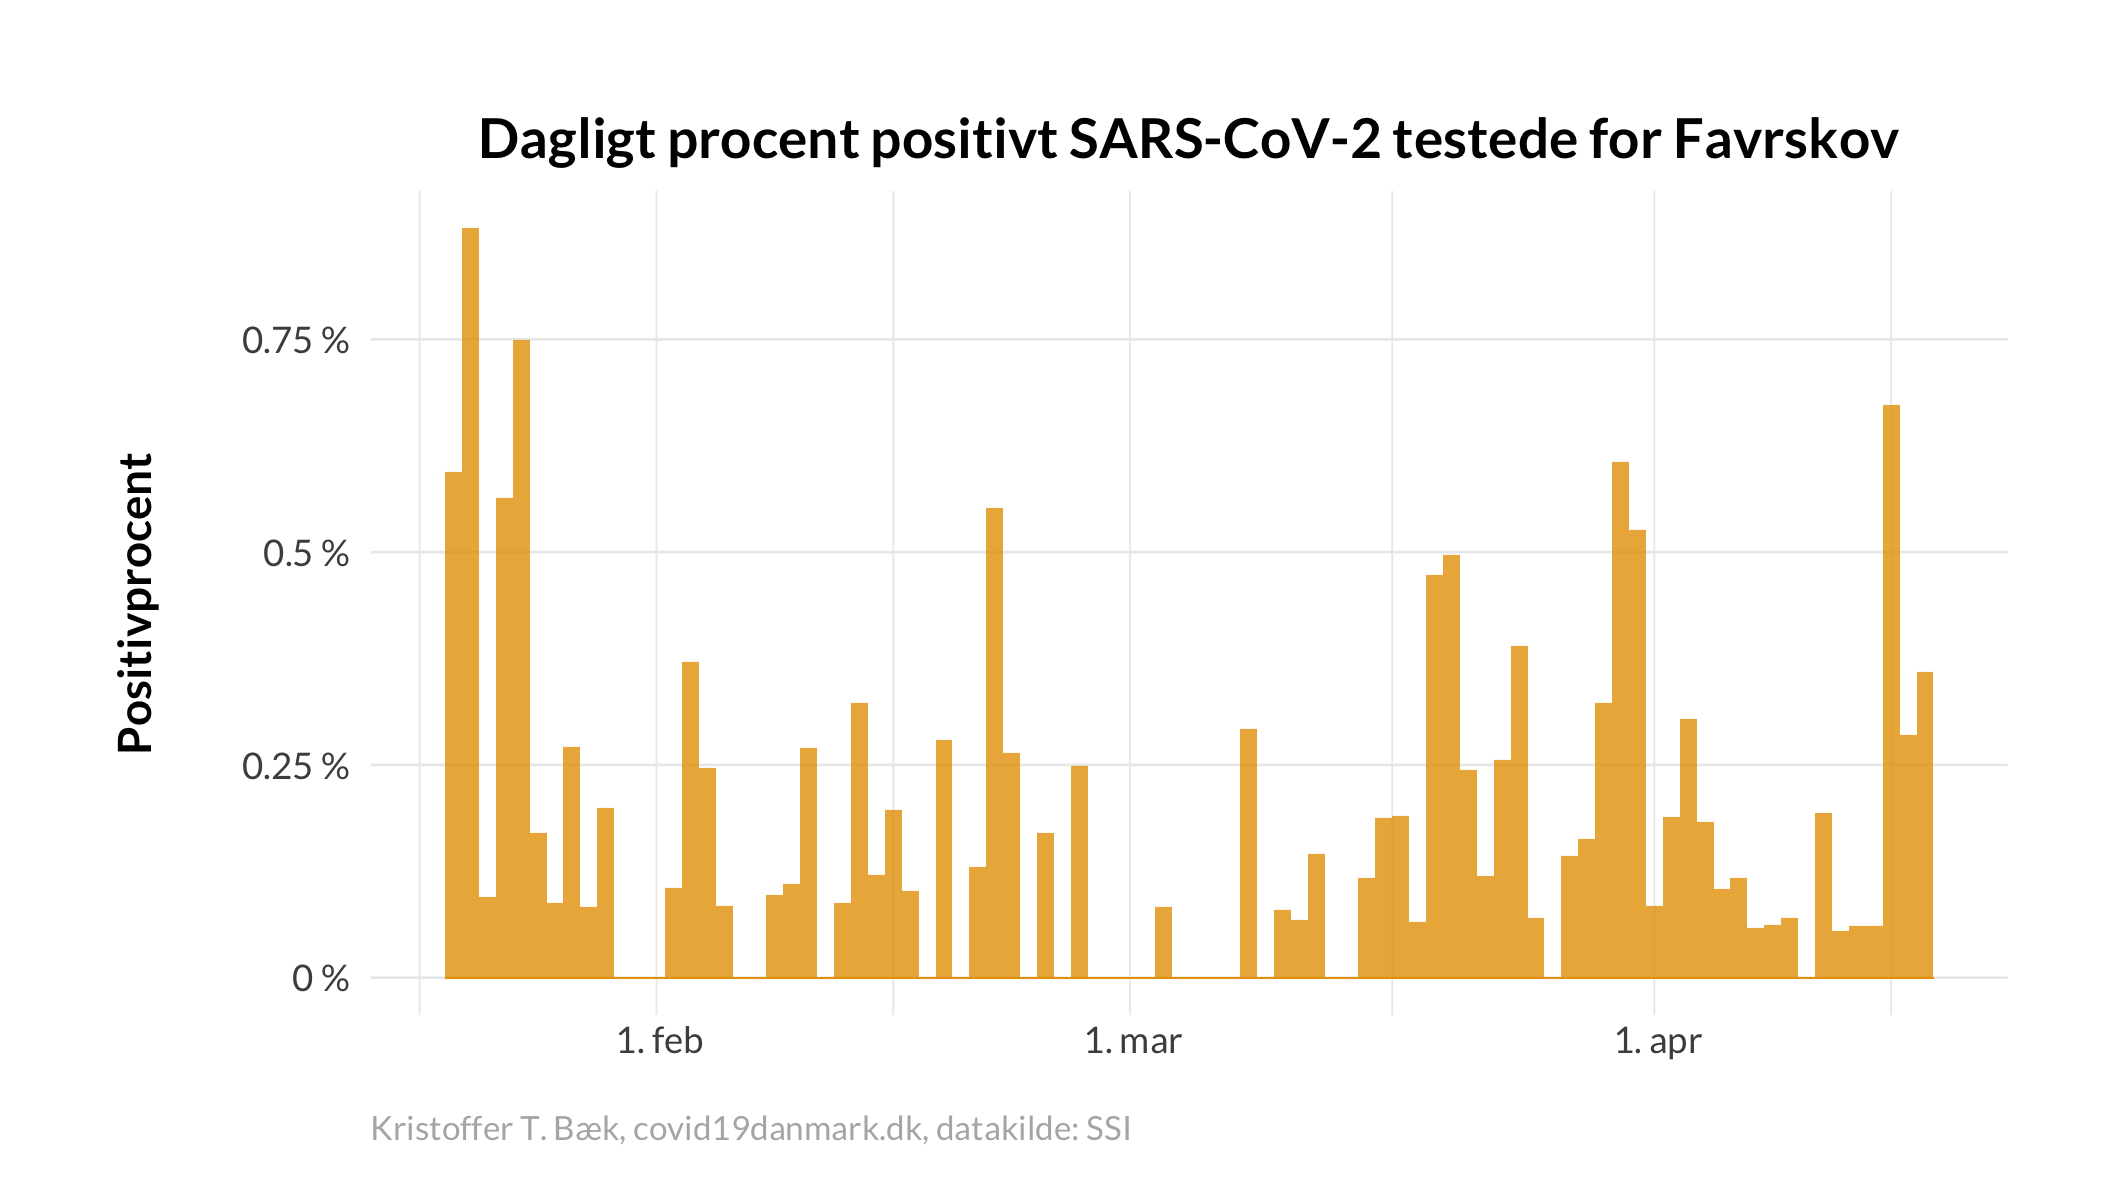 Dagligt procent positivt SARS-CoV-2 testede for Favrskov
Positivprocent
0.75 %
0.5 %
0.25 %
0 %
1. feb
1. mar
1. apr
Kristoffer T. Bæk, covid19danmark.dk, datakilde: SSI